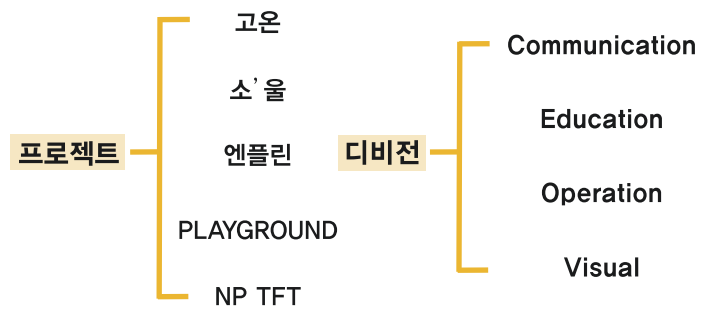 프로젝트
고온
소’울
엔플린
PLAYGROUND
NP TFT
디비전
Communication
Education
Operation
Visual